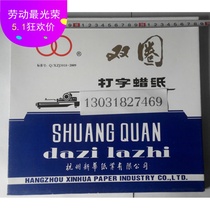 劳动最光荣
5.1狂欢价
双圈
打字蜡纸
13031827469
SHUANG QUAN
dazi lazhi
杭州新华纸业有限公司
HANGZHOU XINHUA PAPER INDUSTRY CO.,LTD.